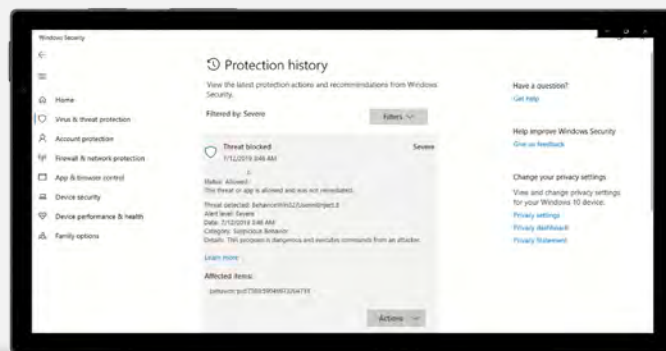 Windows Security
Home
Virus & threat protection
Account protection
Firewall & network protection
App & browser control
Device security
Device performance & health
Family options
Protection history
View the latest protection actions and recommendations from Windows
Security.
Filtered by: Severe
Filters
Threat blocked
Severe
7/12/2019 3:48 AM
Status: Allowed
This threat or app is allowed and was not remediated.
Threat detected:
Alert level: Severe
Date: 7/12/2019 3:48 AM
Category: Suspicious Behavior
Details: This program is dangerous and executes commands from an attacker.
Learn more
Affected items:
Actions
Have a question?
Get help
Help improve Windows Security
Give us feedback
Change your privacy settings
View and change privacy settings
for your Windows 10 device.
Privacy settings
Privacy dashboard
Privacy Statement